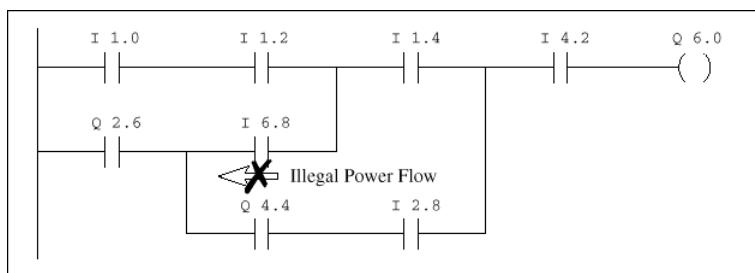 I 1.0 I 1.2 I 1.4 I 4.2 Q 6.0
Q 2.6 I 6.8
Illegal Power Flow
Q 4.4 I 2.8